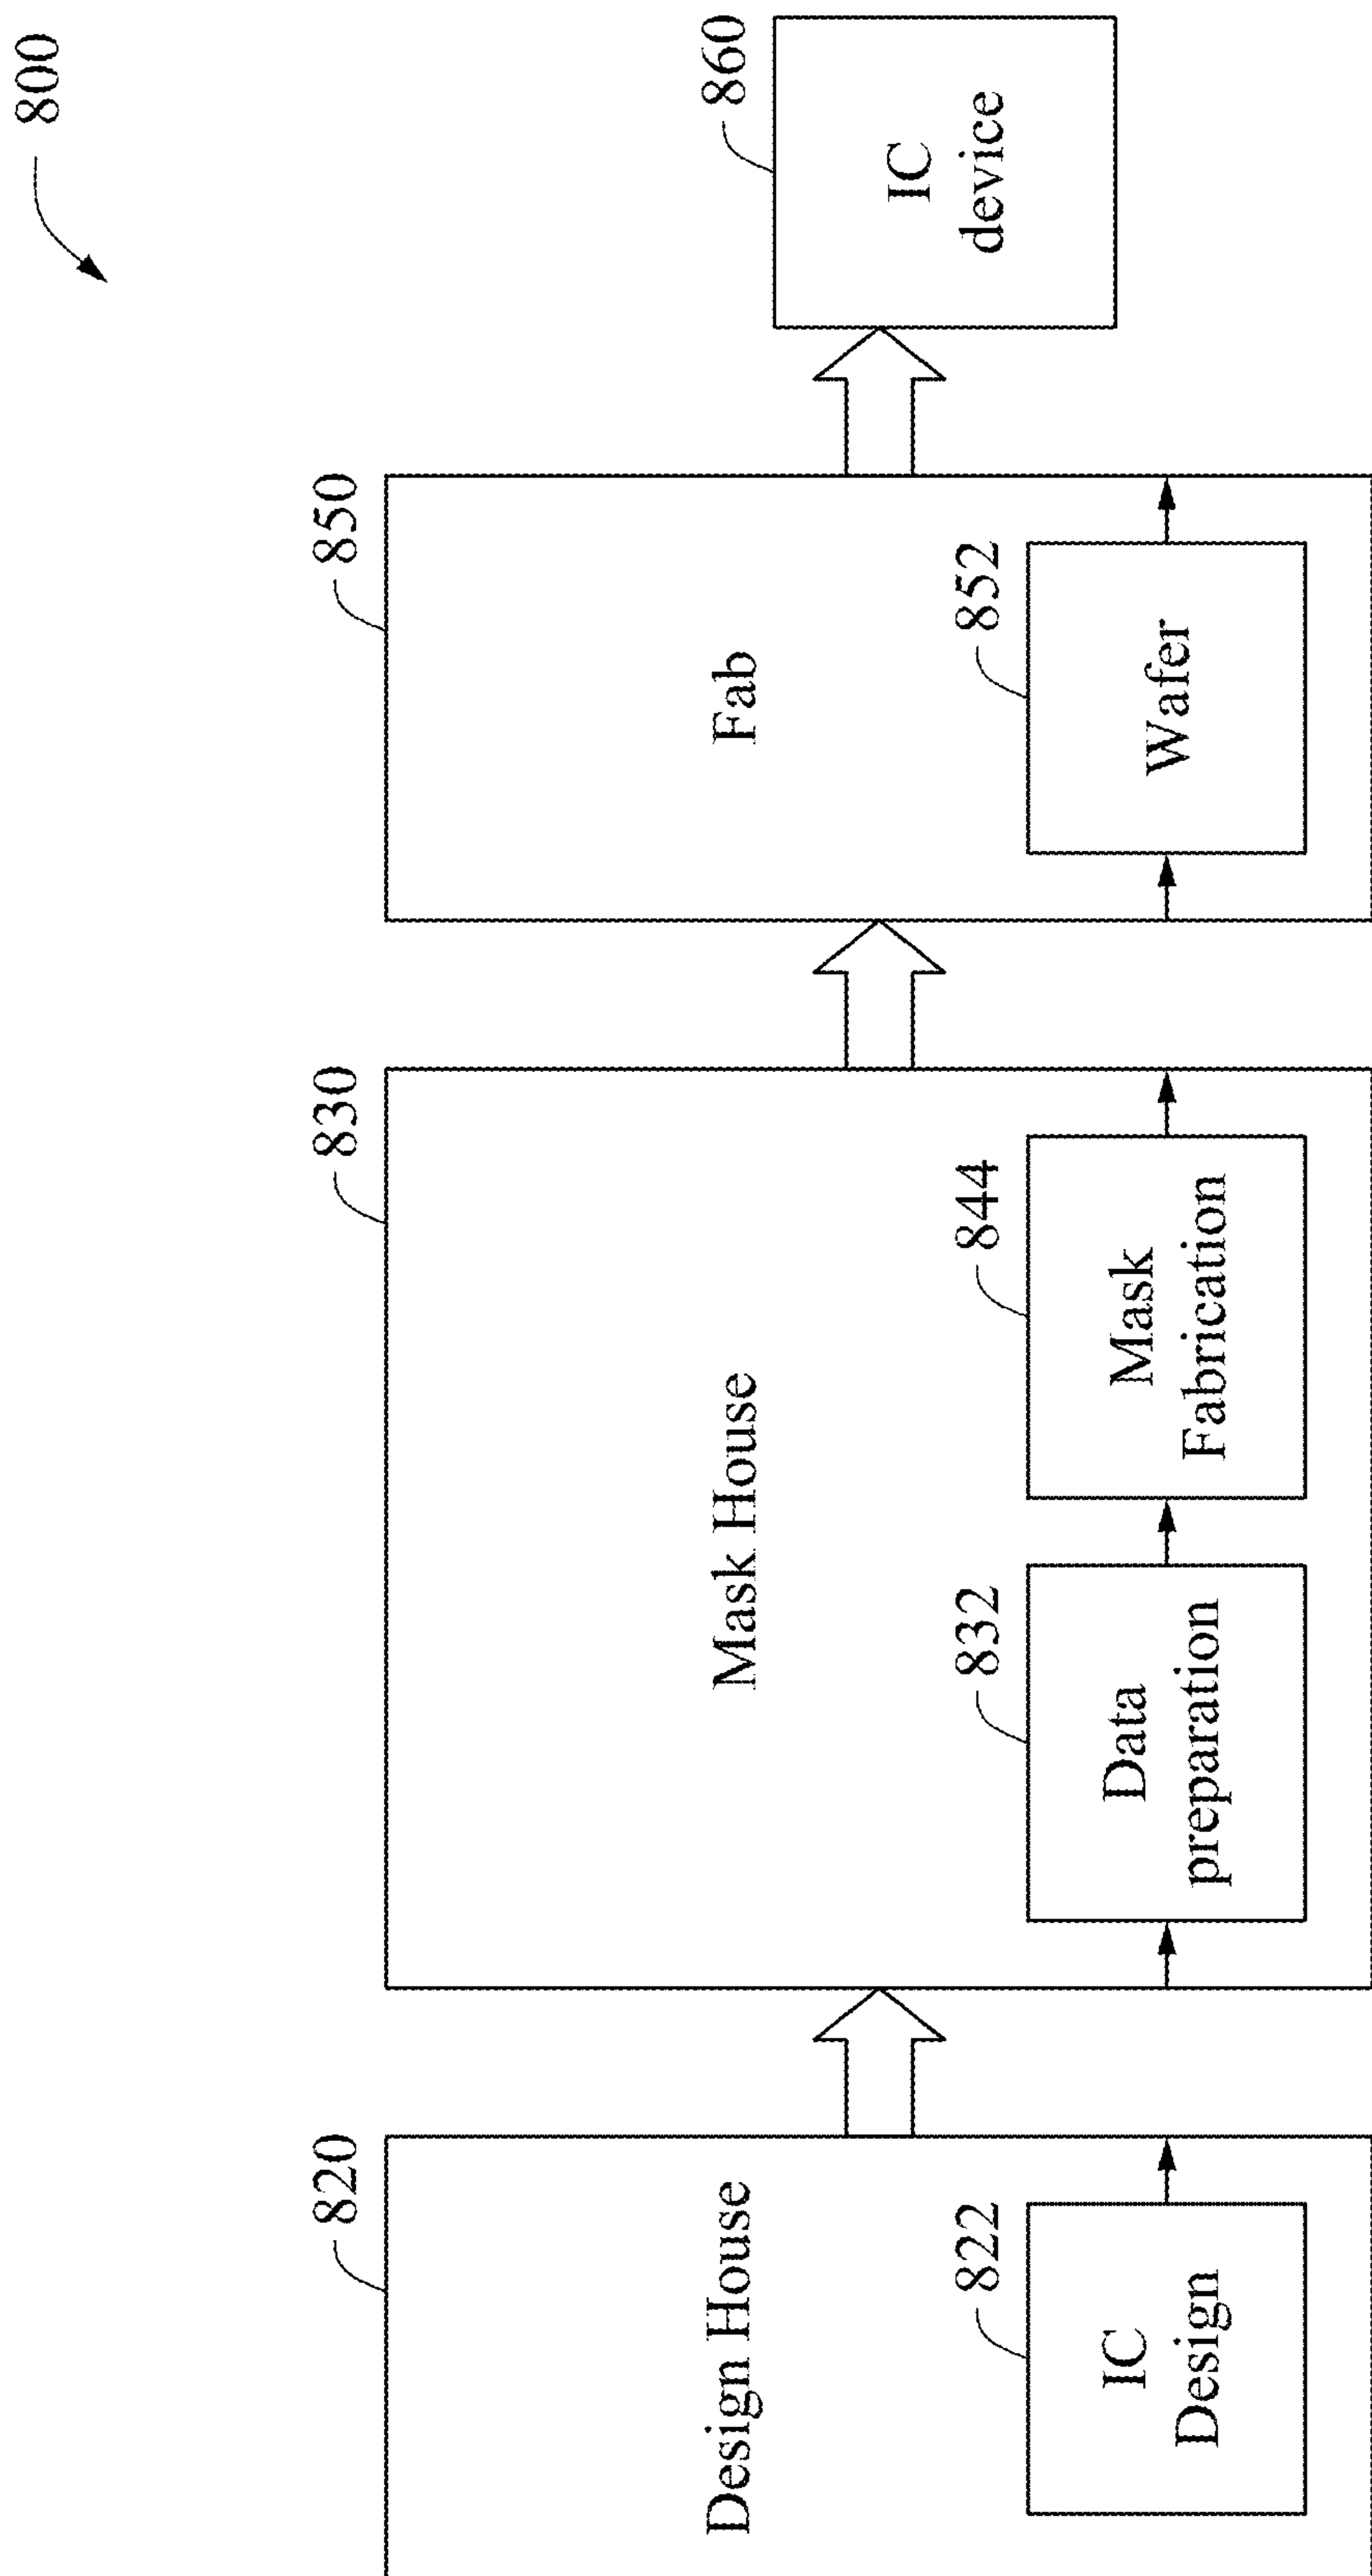 800
820
Design House
822
IC
Design
830
Mask House
832
Data
preparation
844
Mask
Fabrication
850
Fab
852
Wafer
860
IC
device